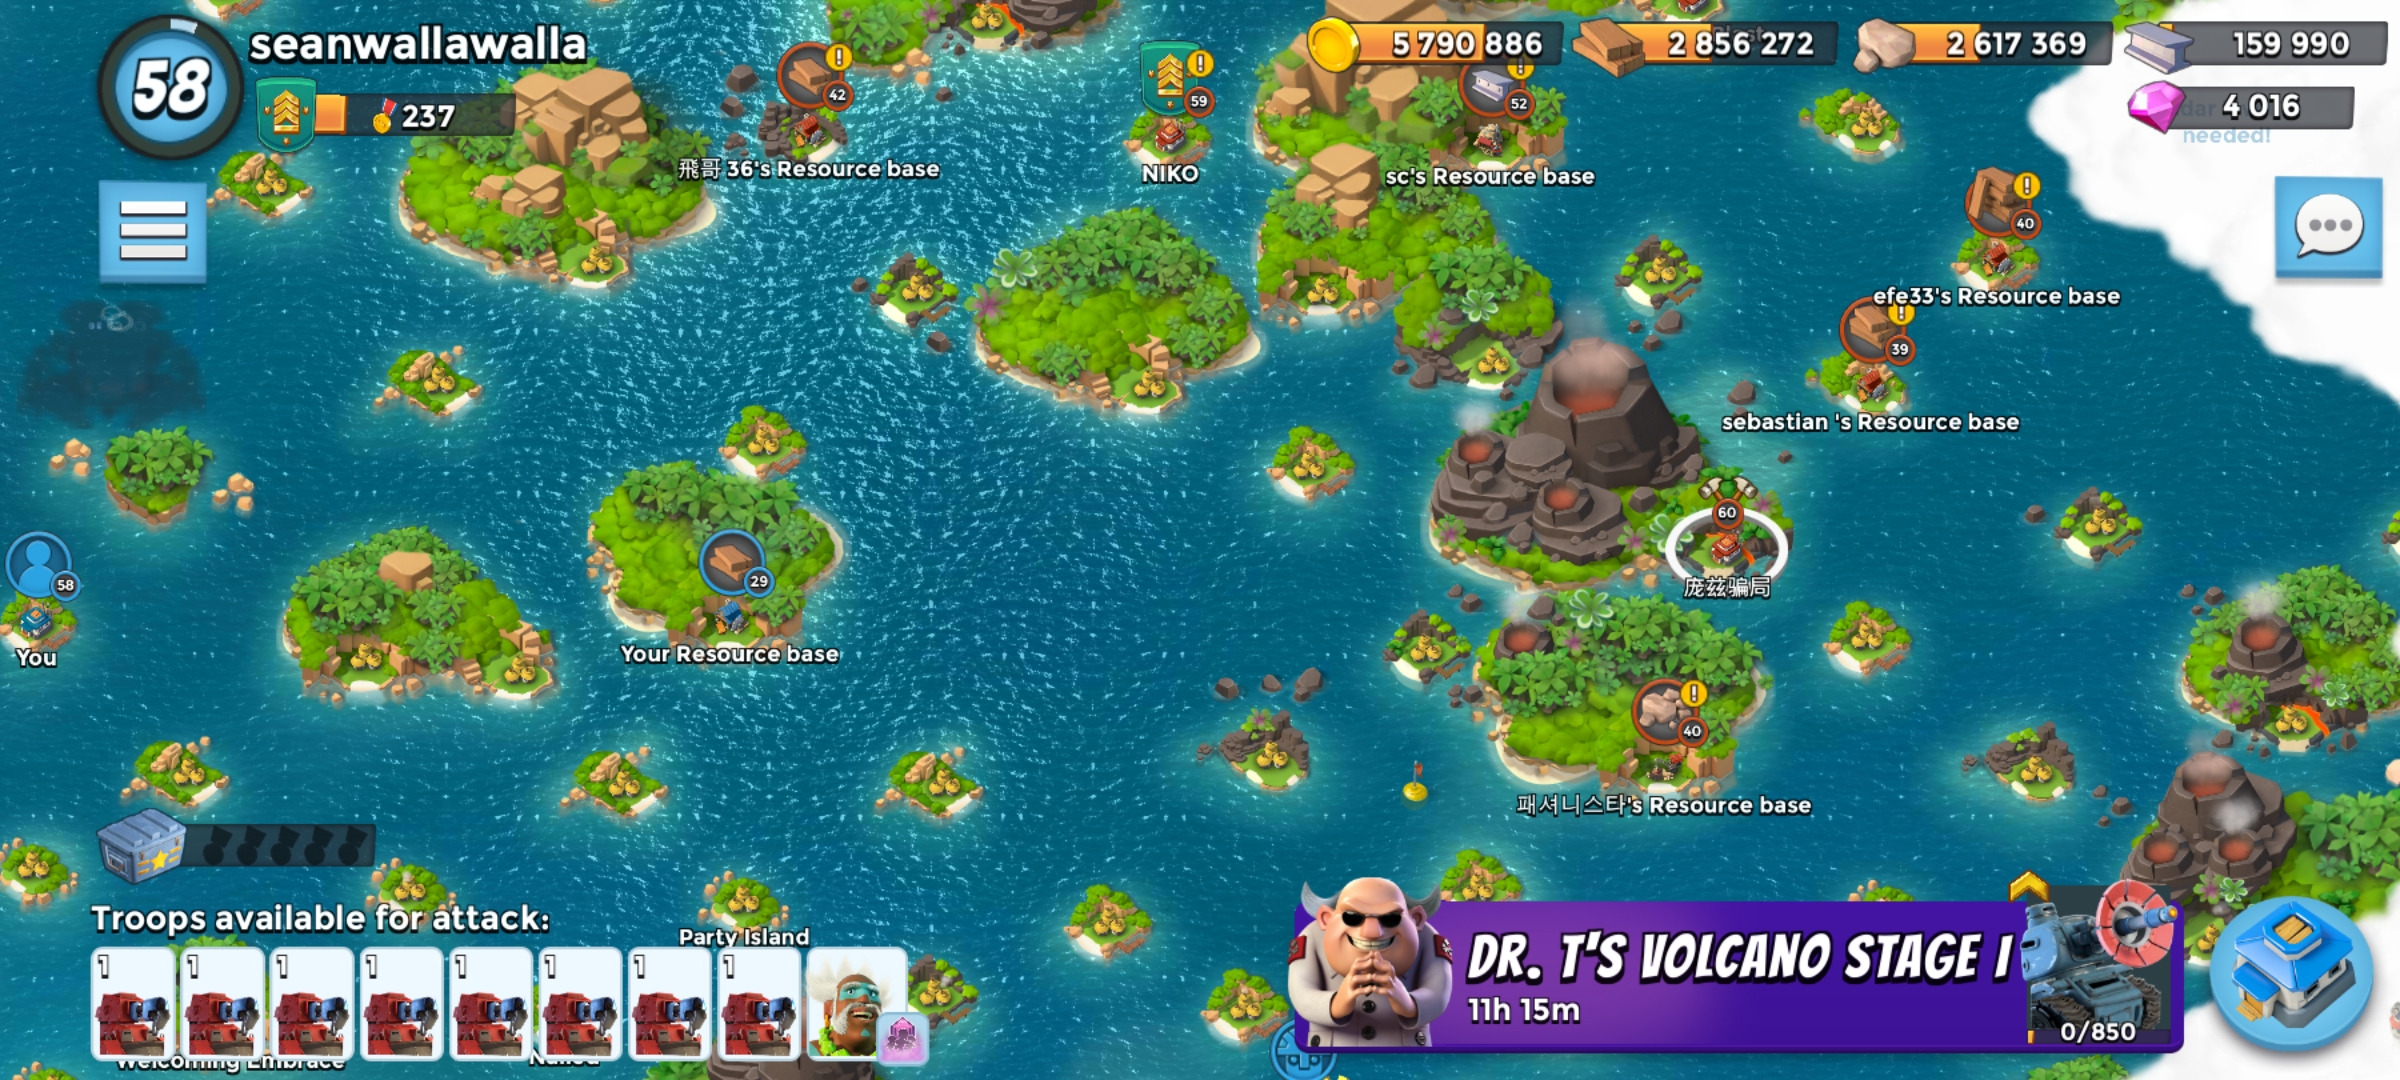 58
seanwallawalla
237
5 790 886
2 856 272
2 617 369
159 990
4 016
needed!
42
飛哥 36's Resource base
59
NIKO
52
sc's Resource base
40
efe33's Resource base
39
sebastian 's Resource base
60
庞兹骗局
58
You
29
Your Resource base
40
패셔니스타's Resource base
Troops available for attack:
Party Island
1 1 1 1 1 1 1 1
Welcoming Embrace
DR. T'S VOLCANO STAGE I
11h 15m
0/850